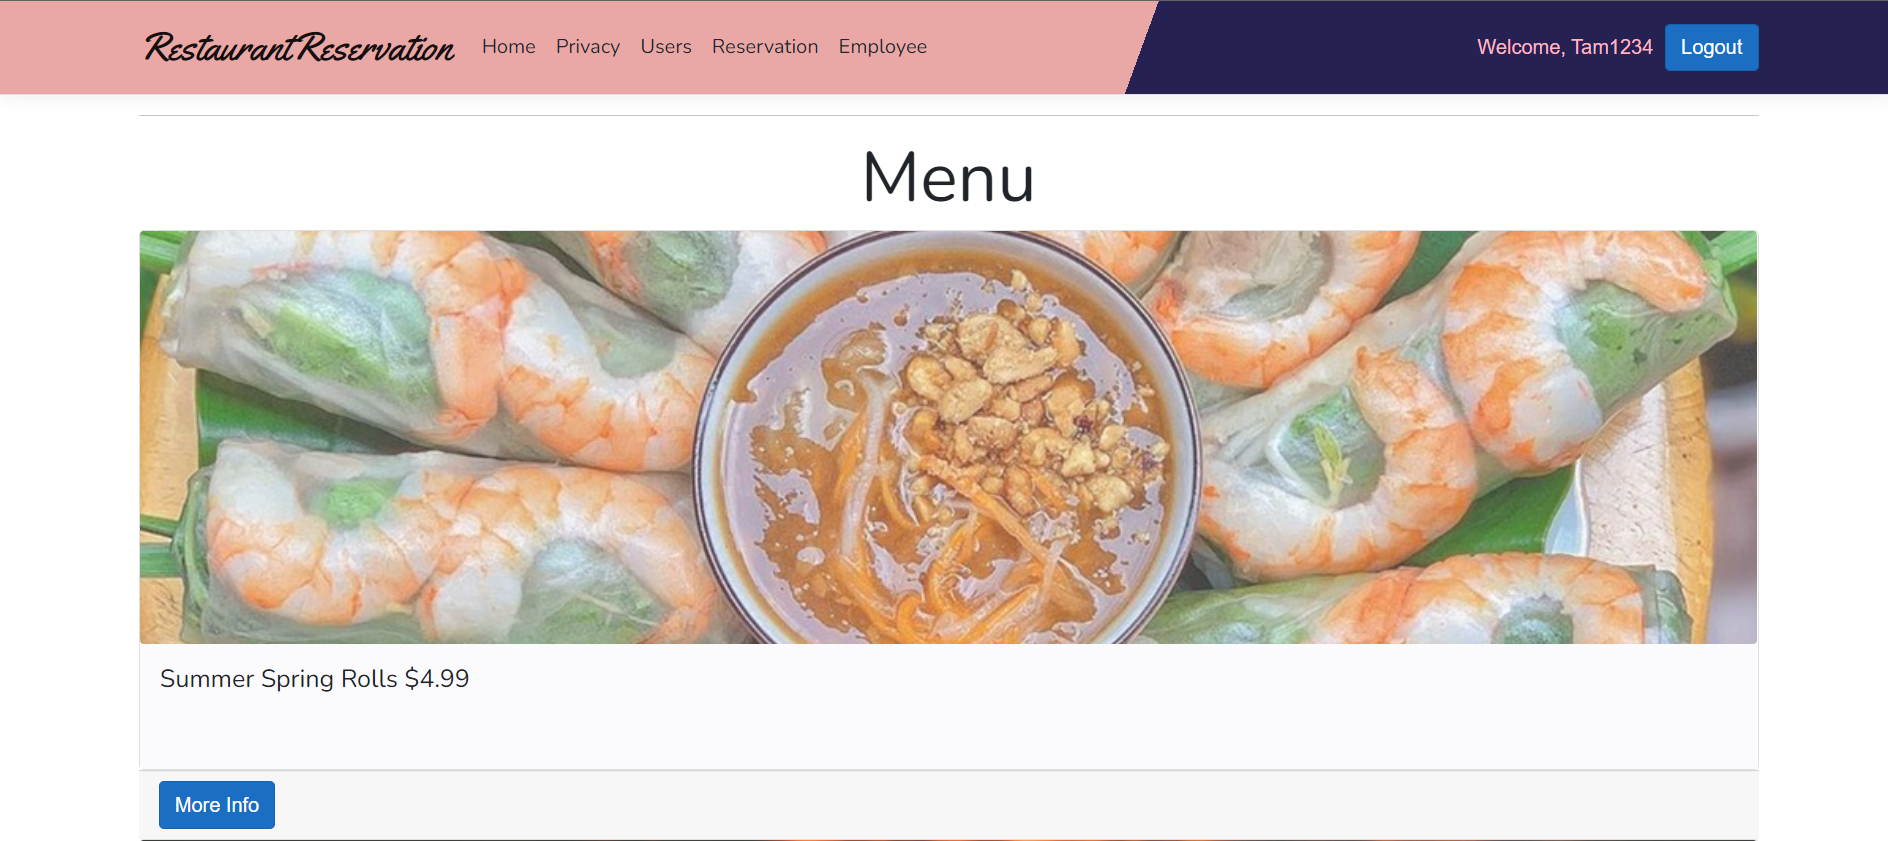 RestaurantReservation Home Privacy Users Reservation Employee Welcome, Tam1234 Logout
Menu
Summer Spring Rolls $4.99
More Info